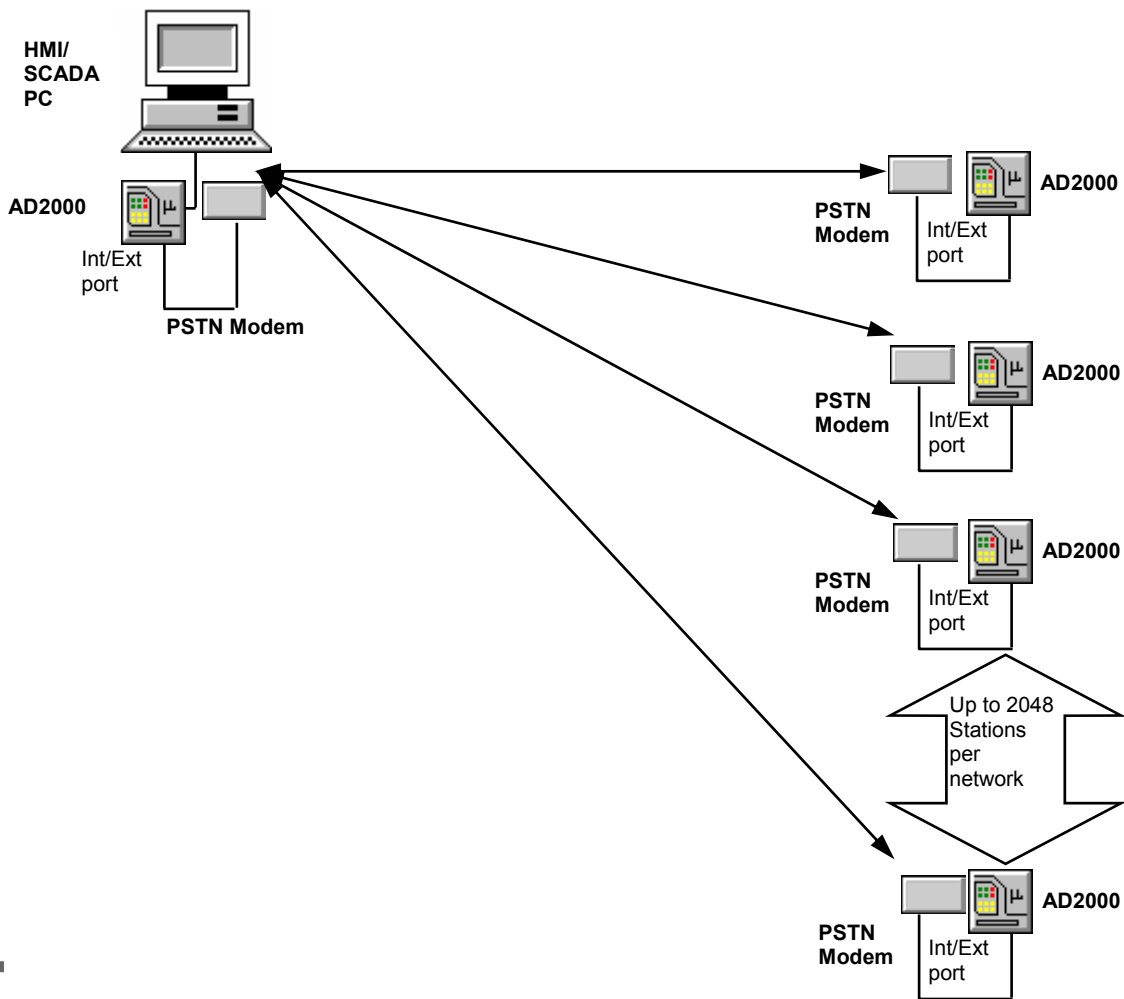 HMI/
SCADA
PC
AD2000
µ
Int/Ext
port
PSTN Modem
µ
AD2000
PSTN
Modem
Int/Ext
port
µ
AD2000
PSTN
Modem
Int/Ext
port
µ
AD2000
PSTN
Modem
Int/Ext
port
Up to 2048
Stations
per
network
µ
AD2000
PSTN
Modem
Int/Ext
port